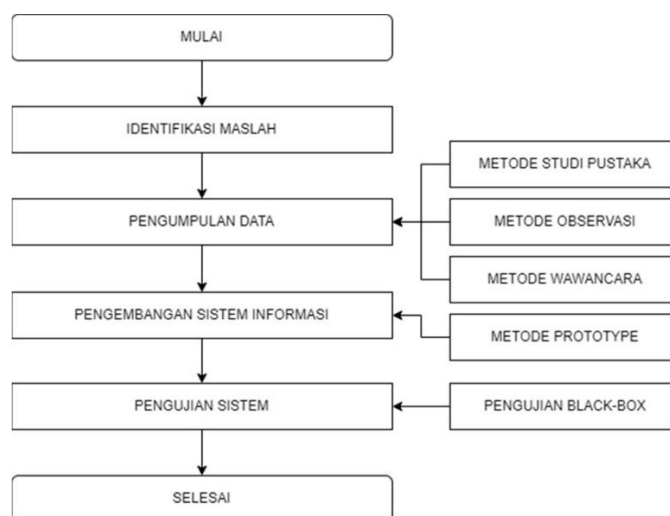 MULAI
IDENTIFIKASI MASLAH
METODE STUDI PUSTAKA
PENGUMPULAN DATA
METODE OBSERVASI
METODE WAWANCARA
PENGEMBANGAN SISTEM INFORMASI
METODE PROTOTYPE
PENGUJIAN SISTEM
PENGUJIAN BLACK-BOX
SELESAI